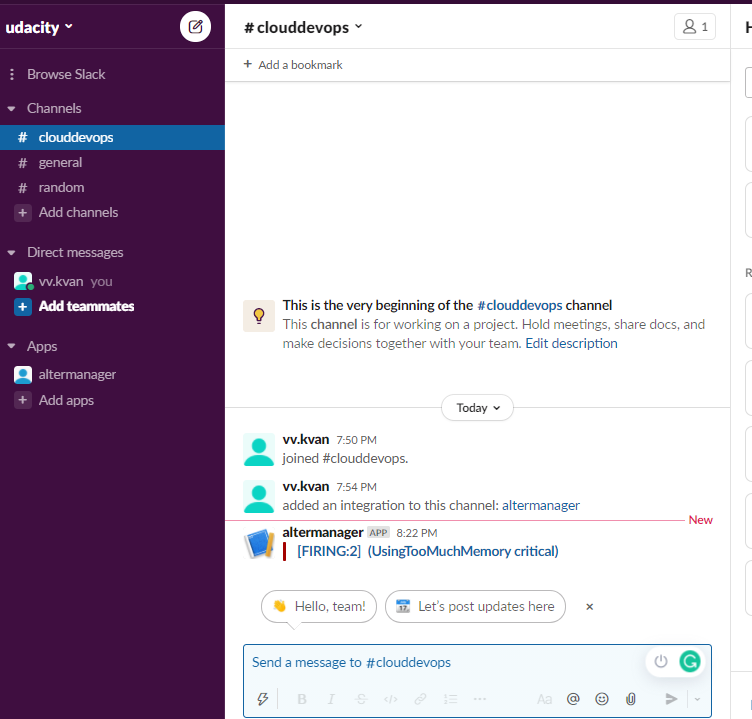 udacity
Browse Slack
Channels
# clouddevops
# general
# random
+ Add channels
Direct messages
vv.kvan you
+ Add teammates
Apps
altermanager
+ Add apps
# clouddevops
1
+ Add a bookmark
This is the very beginning of the #clouddevops channel
This channel is for working on a project. Hold meetings, share docs, and
make decisions together with your team. Edit description
Today
vv.kvan 7:50 PM
joined #clouddevops.
vv.kvan 7:54 PM
added an integration to this channel: altermanager
New
altermanager APP 8:22 PM
[FIRING:2] (UsingTooMuchMemory critical)
Hello, team!
Let's post updates here
×
Send a message to #clouddevops
B I S </> Aa @